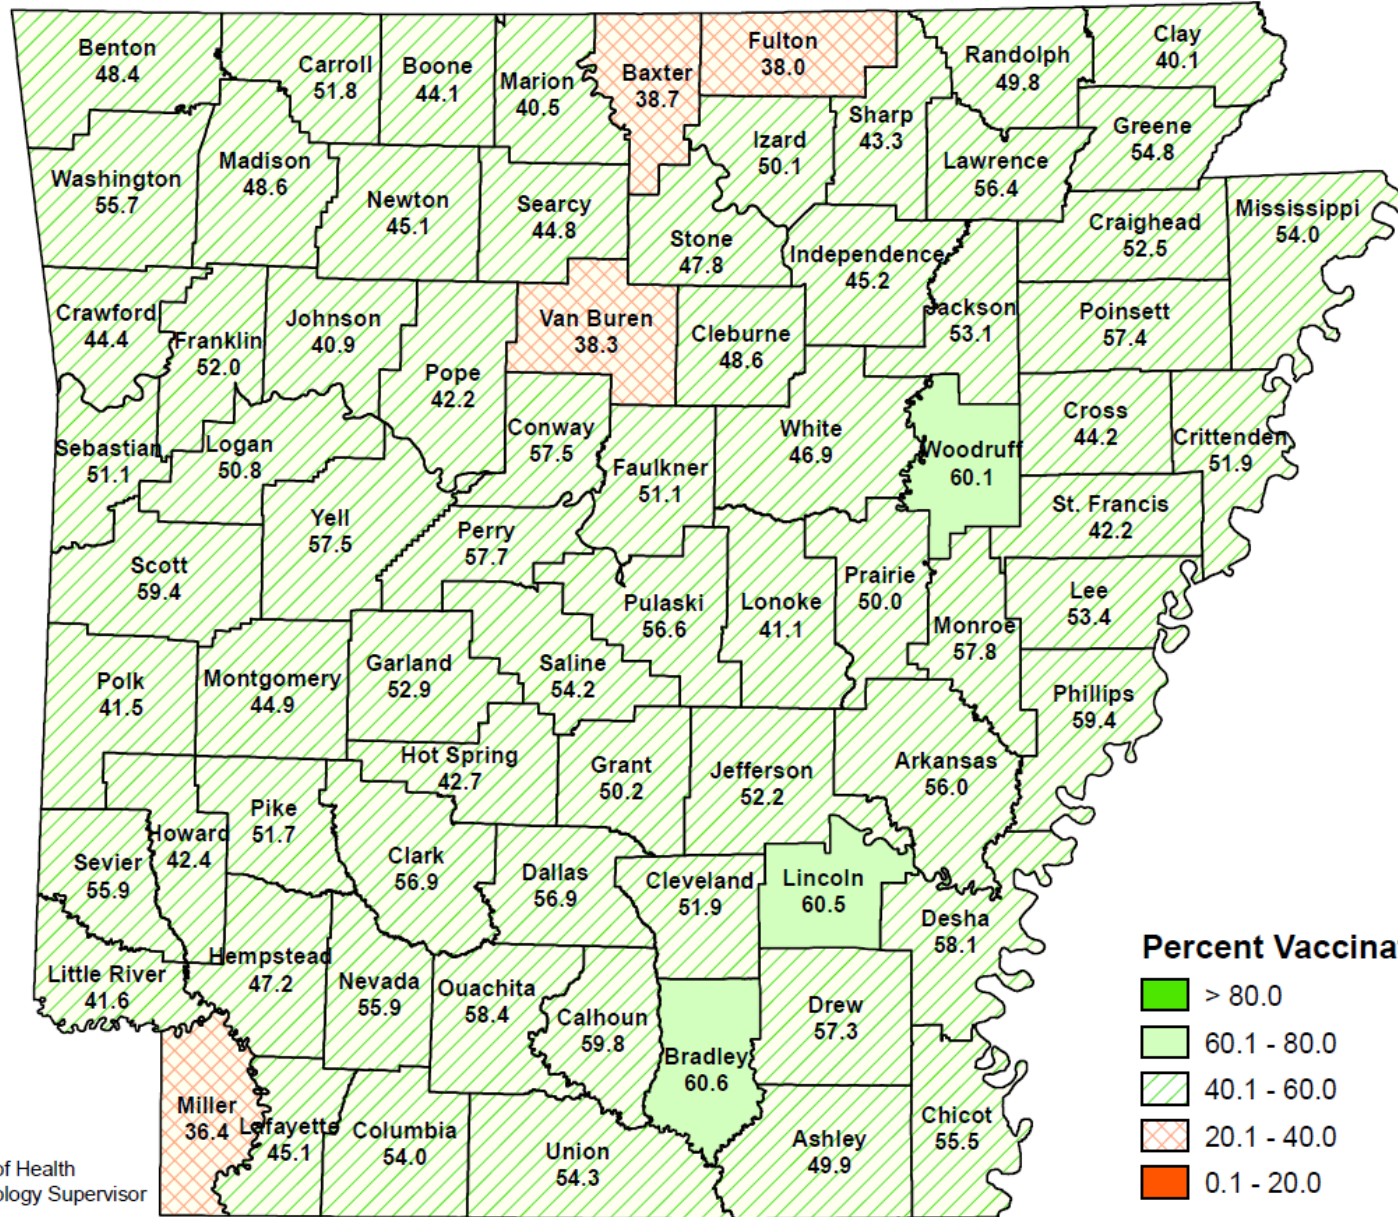 Benton
48.4
Carroll
51.8
Boone
44.1
Marion
40.5
Baxter
38.7
Fulton
38.0
Randolph
49.8
Clay
40.1
Sharp
43.3
Izard
50.1
Greene
54.8
Lawrence
56.4
Washington
55.7
Madison
48.6
Newton
45.1
Searcy
44.8
Stone
47.8
Independence
45.2
Craighead
52.5
Mississippi
54.0
Crawford
44.4
Franklin
52.0
Johnson
40.9
Pope
42.2
Van Buren
38.3
Cleburne
48.6
Jackson
53.1
Poinsett
57.4
Sebastian
51.1
Logan
50.8
Conway
57.5
Faulkner
51.1
White
46.9
Woodruff
60.1
Cross
44.2
Crittenden
51.9
Yell
57.5
Perry
57.7
St. Francis
42.2
Scott
59.4
Pulaski
56.6
Lonoke
41.1
Prairie
50.0
Lee
53.4
Monroe
57.8
Polk
41.5
Montgomery
44.9
Garland
52.9
Saline
54.2
Phillips
59.4
Hot Spring
42.7
Grant
50.2
Jefferson
52.2
Arkansas
56.0
Pike
51.7
Howard
42.4
Sevier
55.9
Clark
56.9
Dallas
56.9
Cleveland
51.9
Lincoln
60.5
Desha
58.1
Hempstead
47.2
Little River
41.6
Nevada
55.9
Ouachita
58.4
Calhoun
59.8
Bradley
60.6
Drew
57.3
Miller
36.4
Lafayette
45.1
Columbia
54.0
Union
54.3
Ashley
49.9
Chicot
55.5
Percent Vaccina
> 80.0
60.1 - 80.0
40.1 - 60.0
20.1 - 40.0
0.1 - 20.0
of Health
ology Supervisor